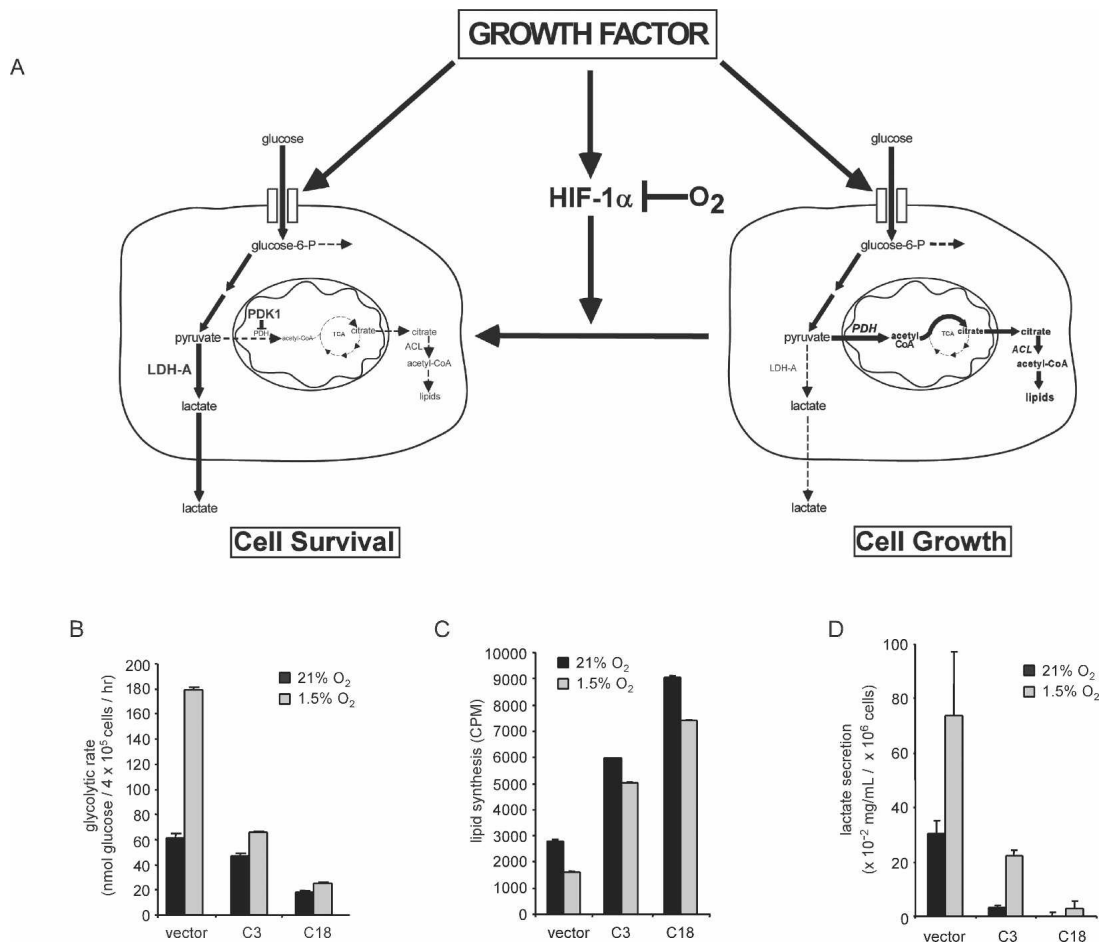 GROWTH FACTOR
A
glucose
glucose
HIF-1α
O2
glucose-6-P
glucose-6-P
PDK1
PDH
pyruvate
acetyl-CoA
TCA
citrate
citrate
ACL
acetyl-CoA
lipids
LDH-A
lactate
lactate
pyruvate
PDH
acetyl
CoA
TCA
citrate
citrate
ACL
acetyl-CoA
lipids
LDH-A
lactate
lactate
Cell Survival
Cell Growth
B
glycolytic rate
(nmol glucose / 4 x 10⁵ cells / hr)
200
180
160
140
120
100
80
60
40
20
0
21% O2
1.5% O2
vector C3 C18
C
lipid synthesis (CPM)
10000
9000
8000
7000
6000
5000
4000
3000
2000
1000
0
21% O2
1.5% O2
vector C3 C18
D
lactate secretion
(x 10⁻² mg/mL / x 10⁶ cells)
100
80
60
40
20
0
21% O2
1.5% O2
vector C3 C18